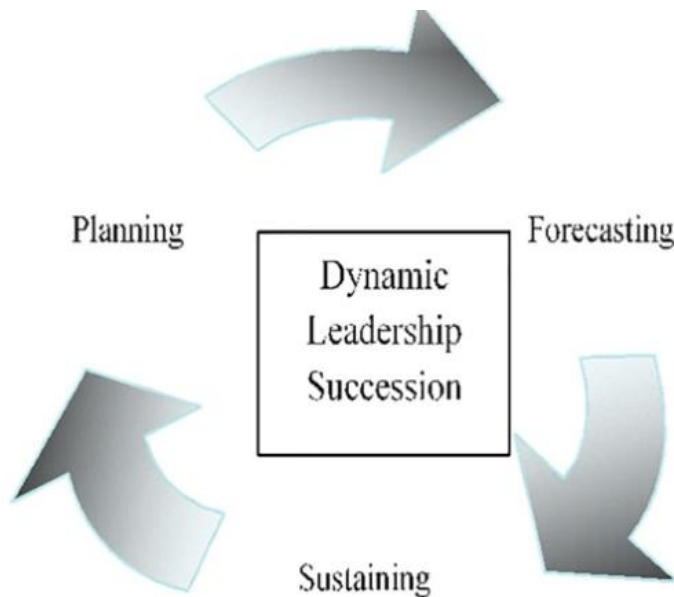 Planning
Forecasting
Dynamic
Leadership
Succession
Sustaining